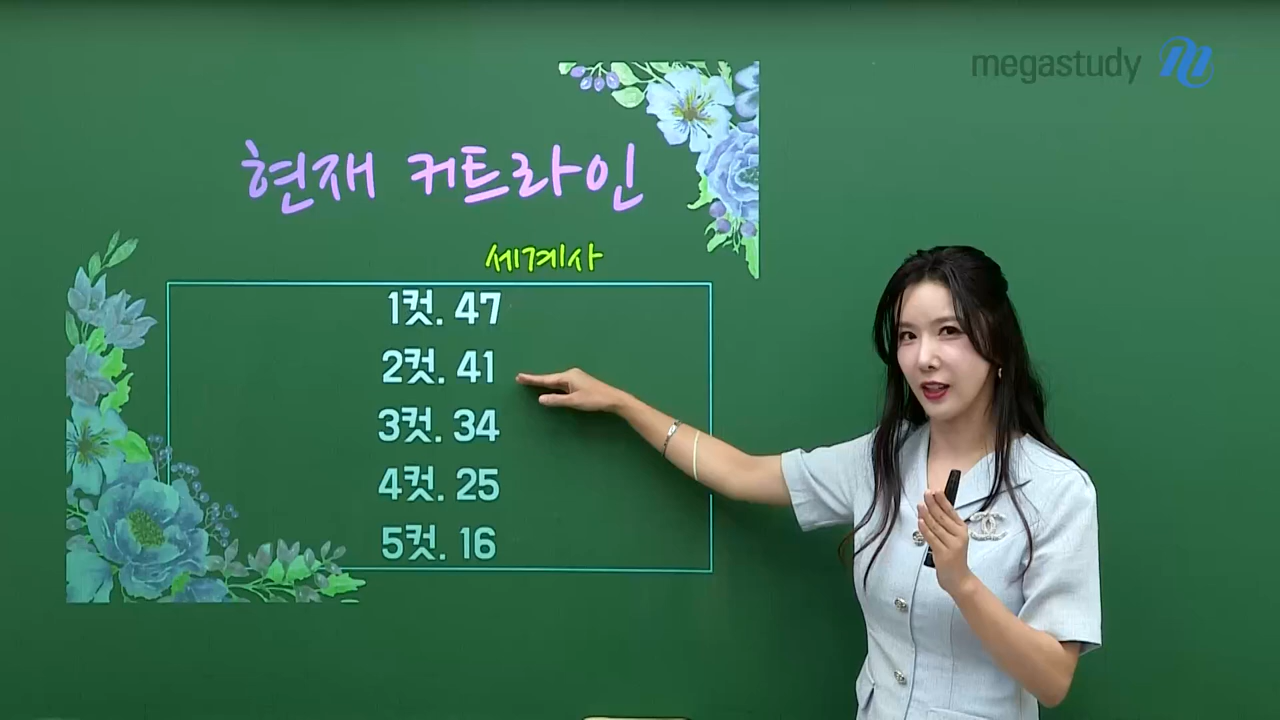 megastudy
현재 커트라인
세계사
1컷. 47
2컷. 41
3컷. 34
4컷. 25
5컷. 16